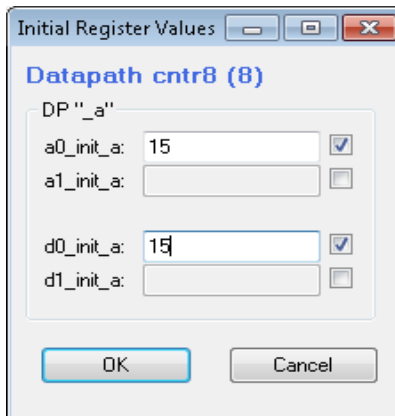 Initial Register Values
Datapath cntr8 (8)
DP "_a"
a0_init_a: 15
a1_init_a:
d0_init_a: 15
d1_init_a:
OK Cancel